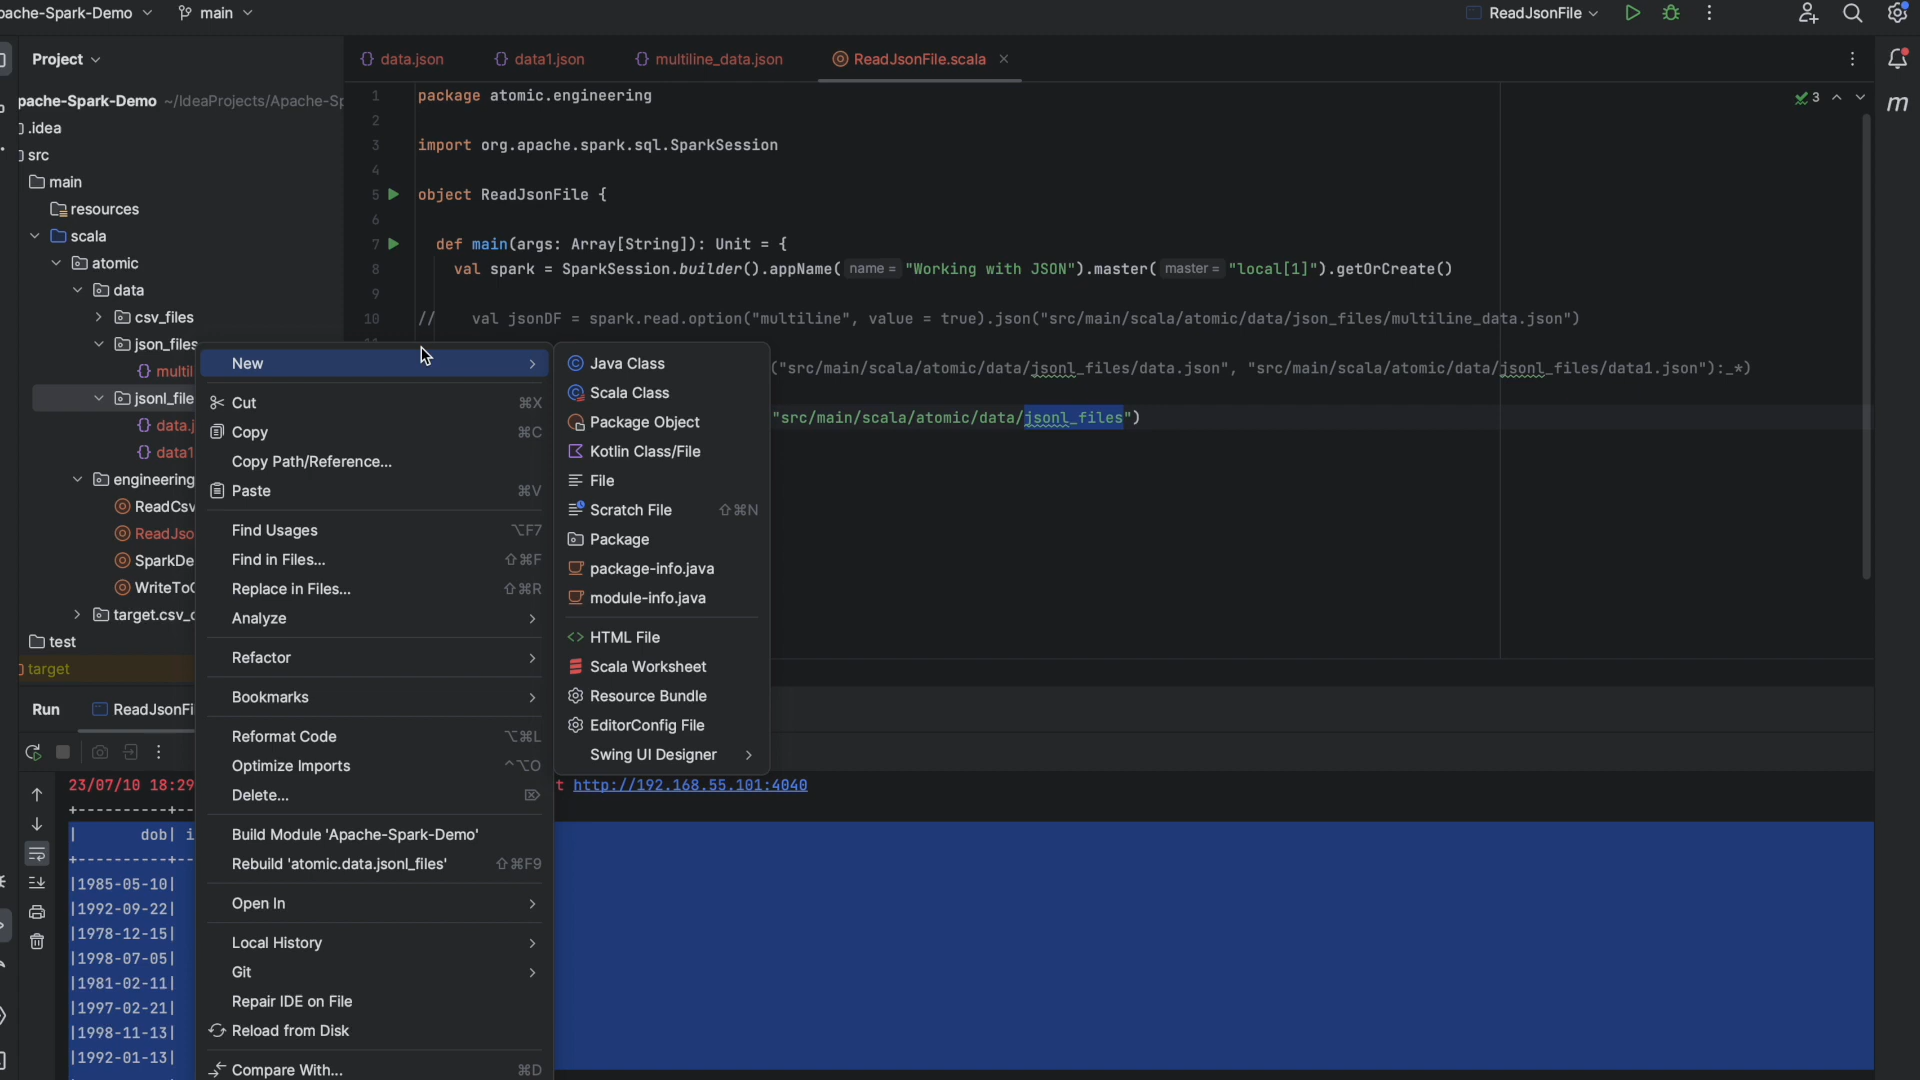 pache-Spark-Demo
main
ReadJsonFile
Project
data.json
data1.json
multiline_data.json
ReadJsonFile.scala
pache-Spark-Demo ~/IdeaProjects/Apache-Sp
.idea
src
main
resources
scala
atomic
data
csv_files
json_files
multil
jsonl_file
data.j
data1
engineering
ReadCsv
ReadJso
SparkDe
WriteTo
target.csv_
test
target
3
1 package atomic.engineering
2
3 import org.apache.spark.sql.SparkSession
4
5 object ReadJsonFile {
6
7 def main(args: Array[String]): Unit = {
8 val spark = SparkSession.builder().appName( name = "Working with JSON").master( master = "local[1]").getOrCreate()
9
10 // val jsonDF = spark.read.option("multiline", value = true).json("src/main/scala/atomic/data/json_files/multiline_data.json")
("src/main/scala/atomic/data/jsonl_files/data.json", "src/main/scala/atomic/data/jsonl_files/data1.json"):_*)
"src/main/scala/atomic/data/jsonl_files")
New
Cut ⌘X
Copy ⌘C
Copy Path/Reference...
Paste ⌘V
Find Usages ⌥F7
Find in Files... ⇧⌘F
Replace in Files... ⇧⌘R
Analyze
Refactor
Bookmarks
Reformat Code ⌥⌘L
Optimize Imports ^⌥O
Delete... ⌦
Build Module 'Apache-Spark-Demo'
Rebuild 'atomic.data.jsonl_files' ⇧⌘F9
Open In
Local History
Git
Repair IDE on File
Reload from Disk
Compare With... ⌘D
Java Class
Scala Class
Package Object
Kotlin Class/File
File
Scratch File ⇧⌘N
Package
package-info.java
module-info.java
HTML File
Scala Worksheet
Resource Bundle
EditorConfig File
Swing UI Designer
Run
ReadJsonFi
23/07/10 18:29
t http://192.168.55.101:4040
+----------+--
| dob| i
+----------+--
|1985-05-10|
|1992-09-22|
|1978-12-15|
|1998-07-05|
|1981-02-11|
|1997-02-21|
|1998-11-13|
|1992-01-13|
m